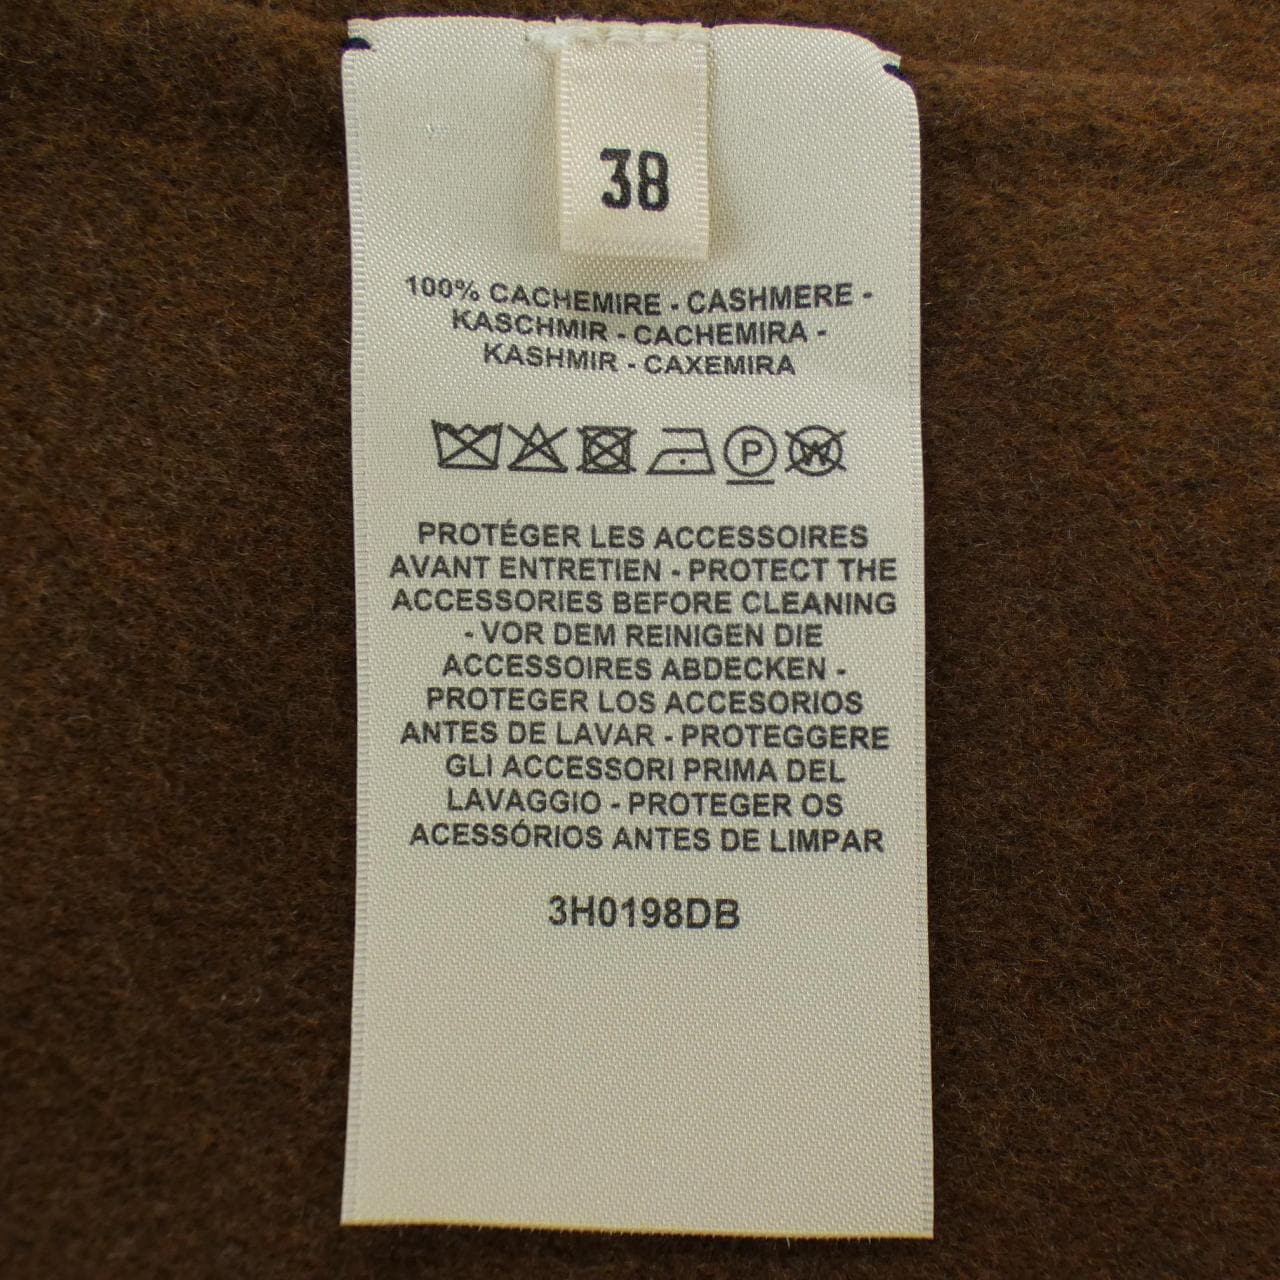 38
100% CACHEMIRE - CASHMERE -
KASCHMIR - CACHEMIRA -
KASHMIR - CAXEMIRA
P W
PROTÉGER LES ACCESSOIRES
AVANT ENTRETIEN - PROTECT THE
ACCESSORIES BEFORE CLEANING
- VOR DEM REINIGEN DIE
ACCESSOIRES ABDECKEN -
PROTEGER LOS ACCESORIOS
ANTES DE LAVAR - PROTEGGERE
GLI ACCESSORI PRIMA DEL
LAVAGGIO - PROTEGER OS
ACESSÓRIOS ANTES DE LIMPAR
3H0198DB